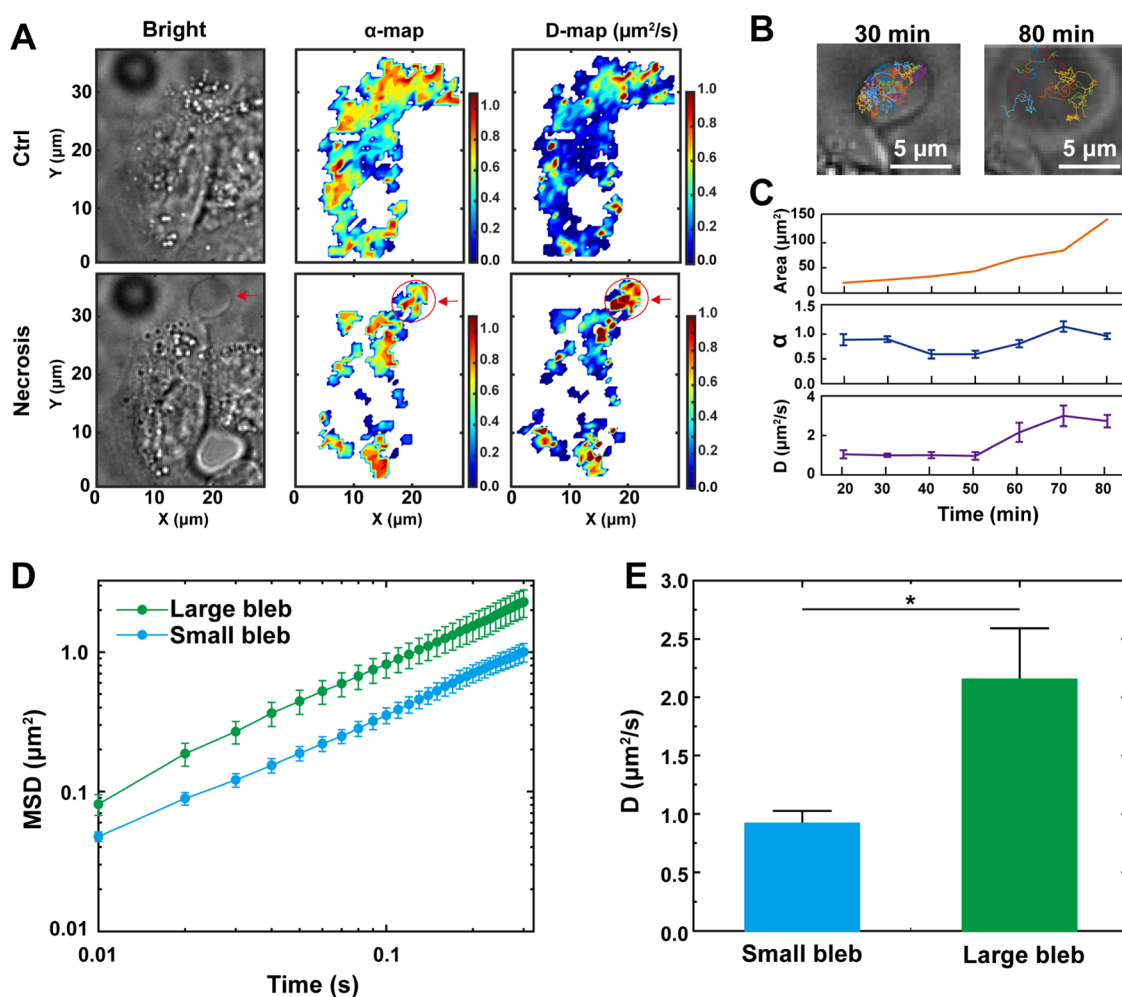 A
Bright
α-map
D-map (µm²/s)
Ctrl
Y (µm)
30
20
10
0
1.0
0.8
0.6
0.4
0.2
0.0
1.0
0.8
0.6
0.4
0.2
0.0
Necrosis
Y (µm)
30
20
10
0
0 10 20
X (µm)
1.0
0.8
0.6
0.4
0.2
0.0
0 10 20
X (µm)
1.0
0.8
0.6
0.4
0.2
0.0
0 10 20
X (µm)
B
30 min
80 min
5 µm
5 µm
C
Area (µm²)
150
100
50
0
α
1.5
1.0
0.5
0.0
D (µm²/s)
4
2
0
20 30 40 50 60 70 80
Time (min)
D
Large bleb
Small bleb
MSD (µm²)
1.0
0.1
0.01
0.01 0.1
Time (s)
E
*
D (µm²/s)
3.0
2.5
2.0
1.5
1.0
0.5
0.0
Small bleb
Large bleb